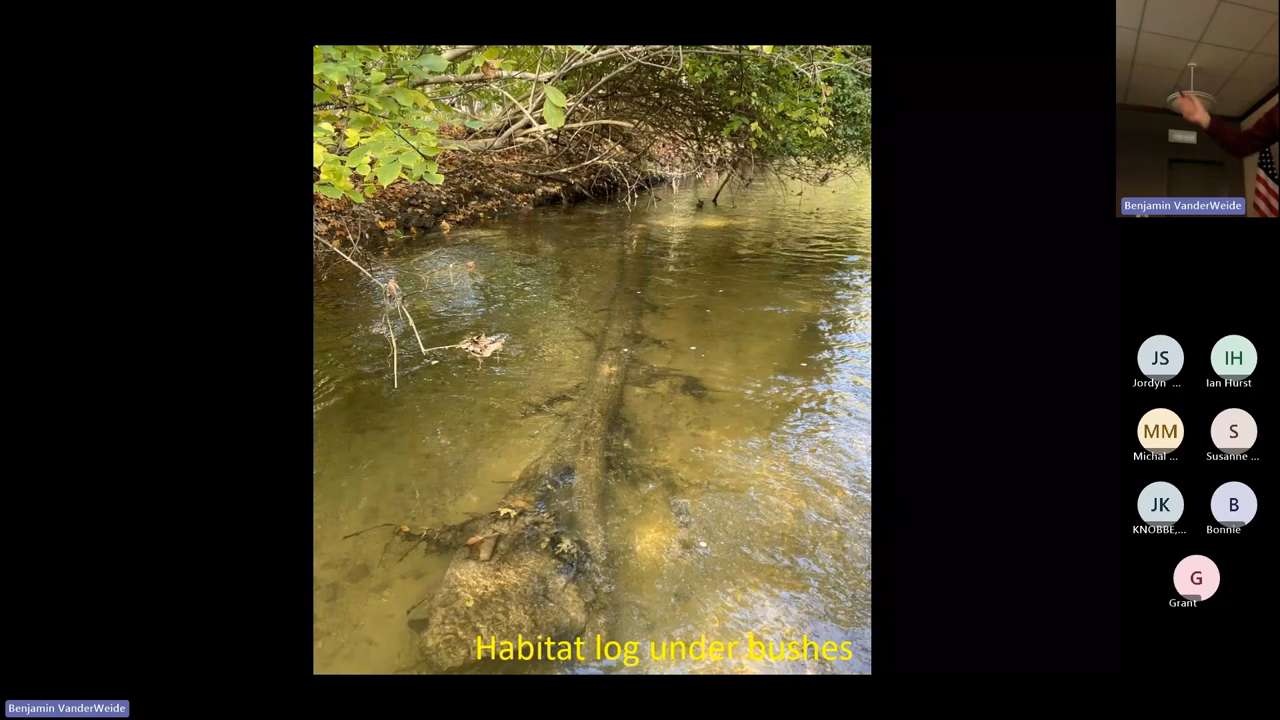 Benjamin VanderWeide
JS
IH
Jordyn ...
Ian Hurst
MM
S
Michal ...
Susanne ...
JK
B
KNOBBE,...
Bonnie
G
Grant
Habitat log under bushes
Benjamin VanderWeide